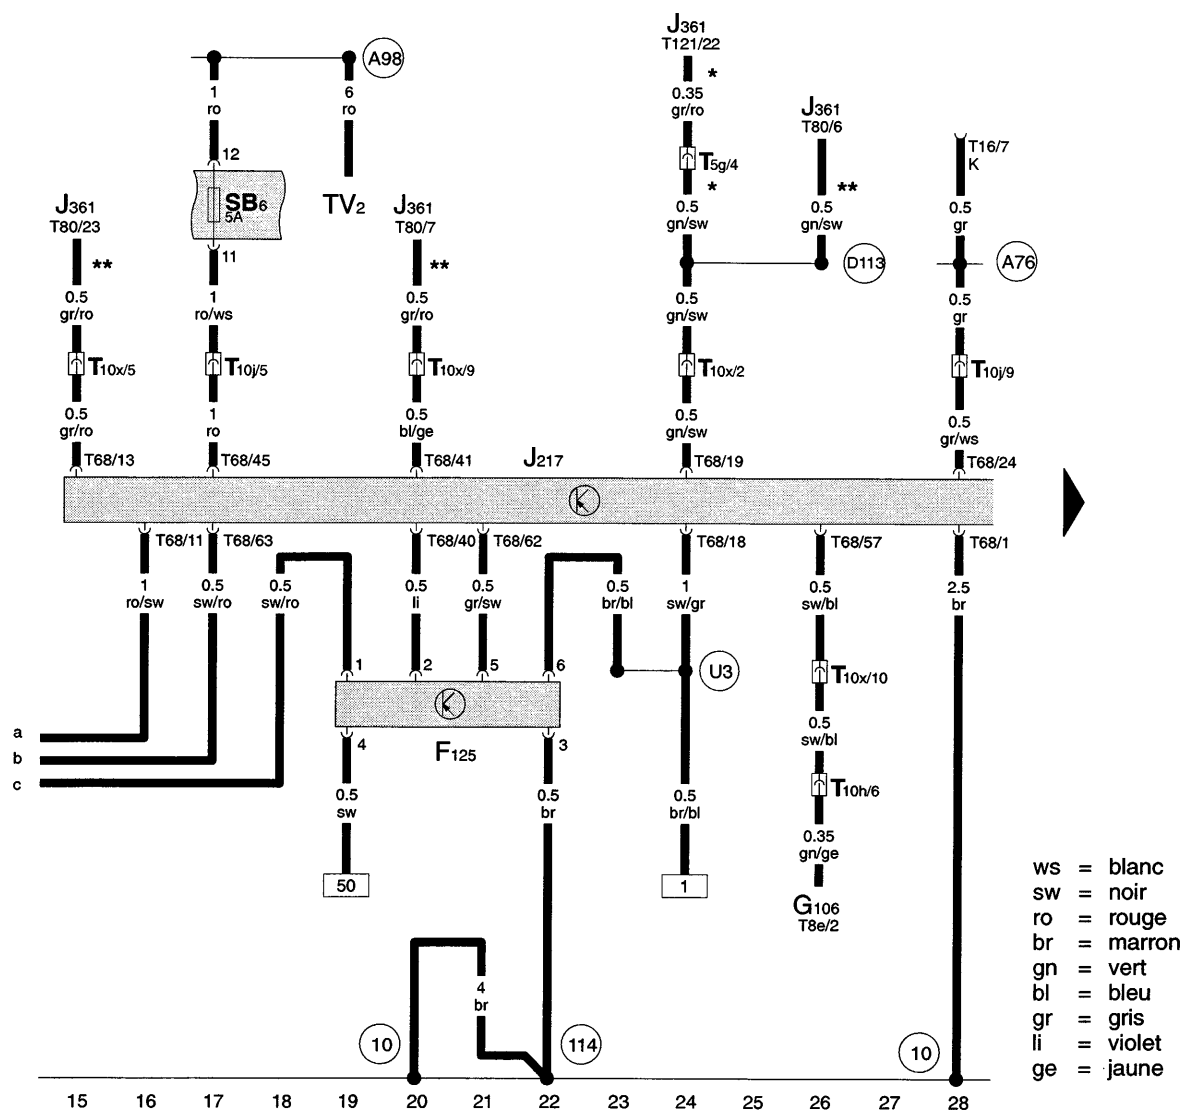 J361
T121/22
*
A98
1
ro
6
ro
0.35
gr/ro
J361
T80/6
12
T5g/4
T16/7
K
SB6
5A
TV2
J361
T80/23
J361
T80/7
*
**
0.5
gn/sw
0.5
gn/sw
0.5
gr
11
**
**
D113
A76
0.5
gr/ro
1
ro/ws
0.5
gr/ro
0.5
gn/sw
0.5
gr
T10x/5
T10j/5
T10x/9
T10x/2
T10j/9
0.5
gr/ro
1
ro
0.5
bl/ge
0.5
gn/sw
0.5
gr/ws
T68/13
T68/45
T68/41
J217
T68/19
T68/24
T68/11
T68/63
T68/40
T68/62
T68/18
T68/57
T68/1
1
ro/sw
0.5
sw/ro
0.5
sw/ro
0.5
li
0.5
gr/sw
0.5
br/bl
1
sw/gr
0.5
sw/bl
2.5
br
1
2
5
6
U3
T10x/10
a
b
c
4
F125
3
0.5
sw/bl
T10h/6
0.5
sw
0.5
br
0.5
br/bl
0.35
gn/ge
50
1
G106
T8e/2
ws = blanc
sw = noir
ro = rouge
br = marron
gn = vert
bl = bleu
gr = gris
li = violet
ge = jaune
4
br
10
114
10
15 16 17 18 19 20 21 22 23 24 25 26 27 28